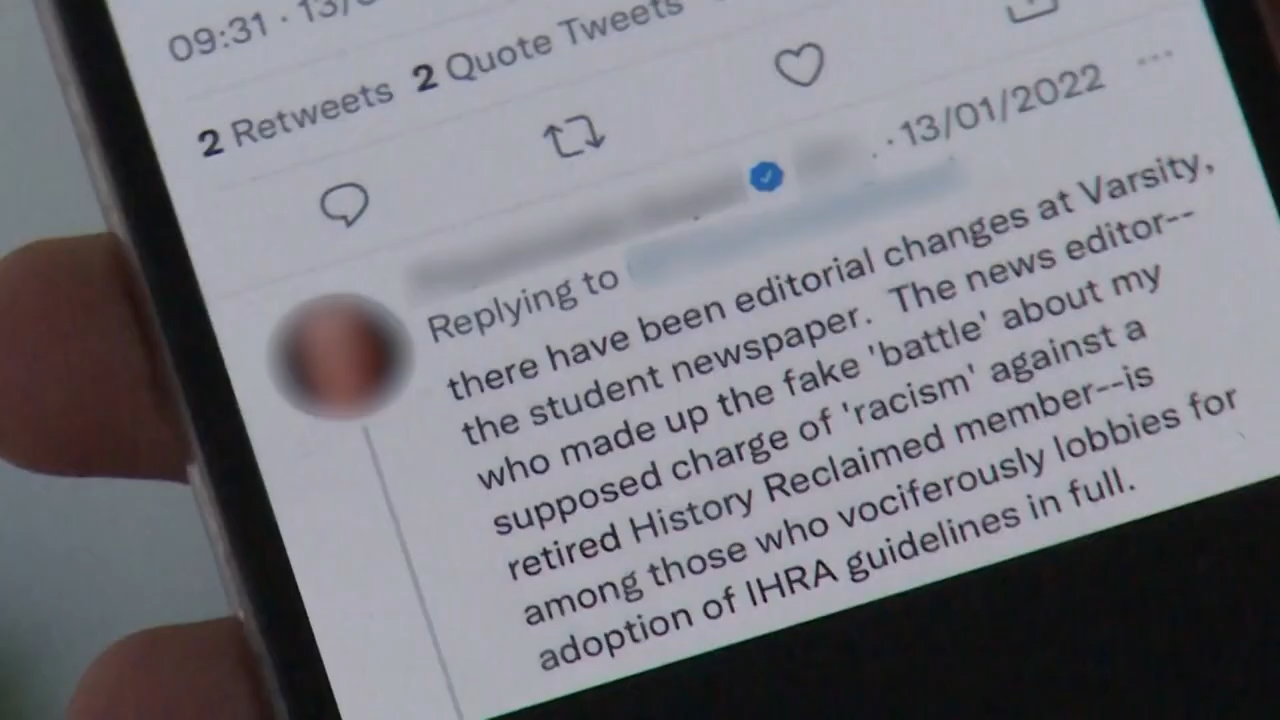 09:31 · 13/
2 Retweets 2 Quote Tweets
· 13/01/2022
Replying to
there have been editorial changes at Varsity,
the student newspaper. The news editor--
who made up the fake 'battle' about my
supposed charge of 'racism' against a
retired History Reclaimed member--is
among those who vociferously lobbies for
adoption of IHRA guidelines in full.